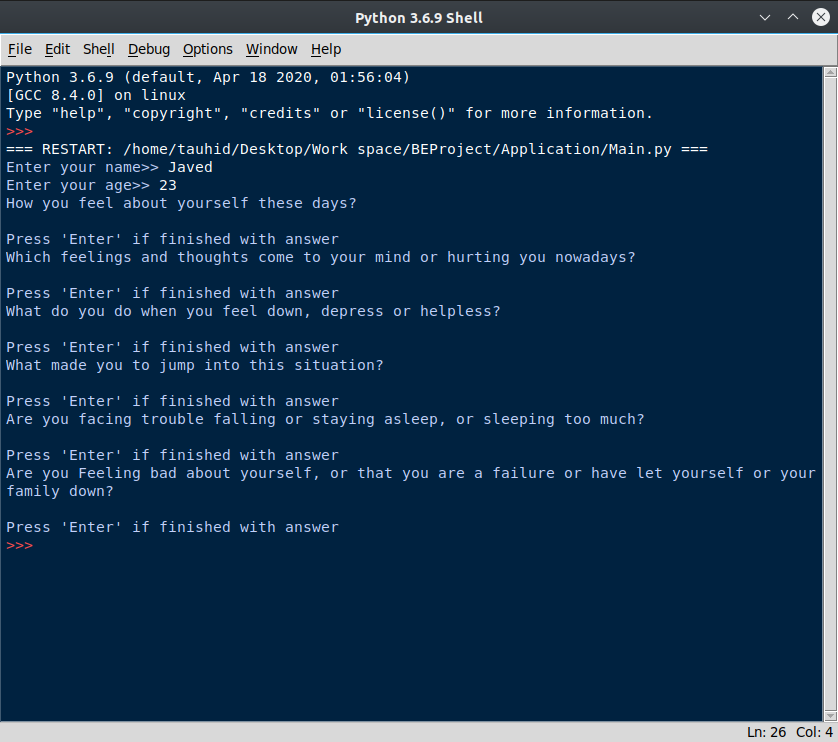 Python 3.6.9 Shell
File Edit Shell Debug Options Window Help
Python 3.6.9 (default, Apr 18 2020, 01:56:04)
[GCC 8.4.0] on linux
Type "help", "copyright", "credits" or "license()" for more information.
>>>
=== RESTART: /home/tauhid/Desktop/Work space/BEProject/Application/Main.py ===
Enter your name>> Javed
Enter your age>> 23
How you feel about yourself these days?
Press 'Enter' if finished with answer
Which feelings and thoughts come to your mind or hurting you nowadays?
Press 'Enter' if finished with answer
What do you do when you feel down, depress or helpless?
Press 'Enter' if finished with answer
What made you to jump into this situation?
Press 'Enter' if finished with answer
Are you facing trouble falling or staying asleep, or sleeping too much?
Press 'Enter' if finished with answer
Are you Feeling bad about yourself, or that you are a failure or have let yourself or your
family down?
Press 'Enter' if finished with answer
>>>
Ln: 26 Col: 4